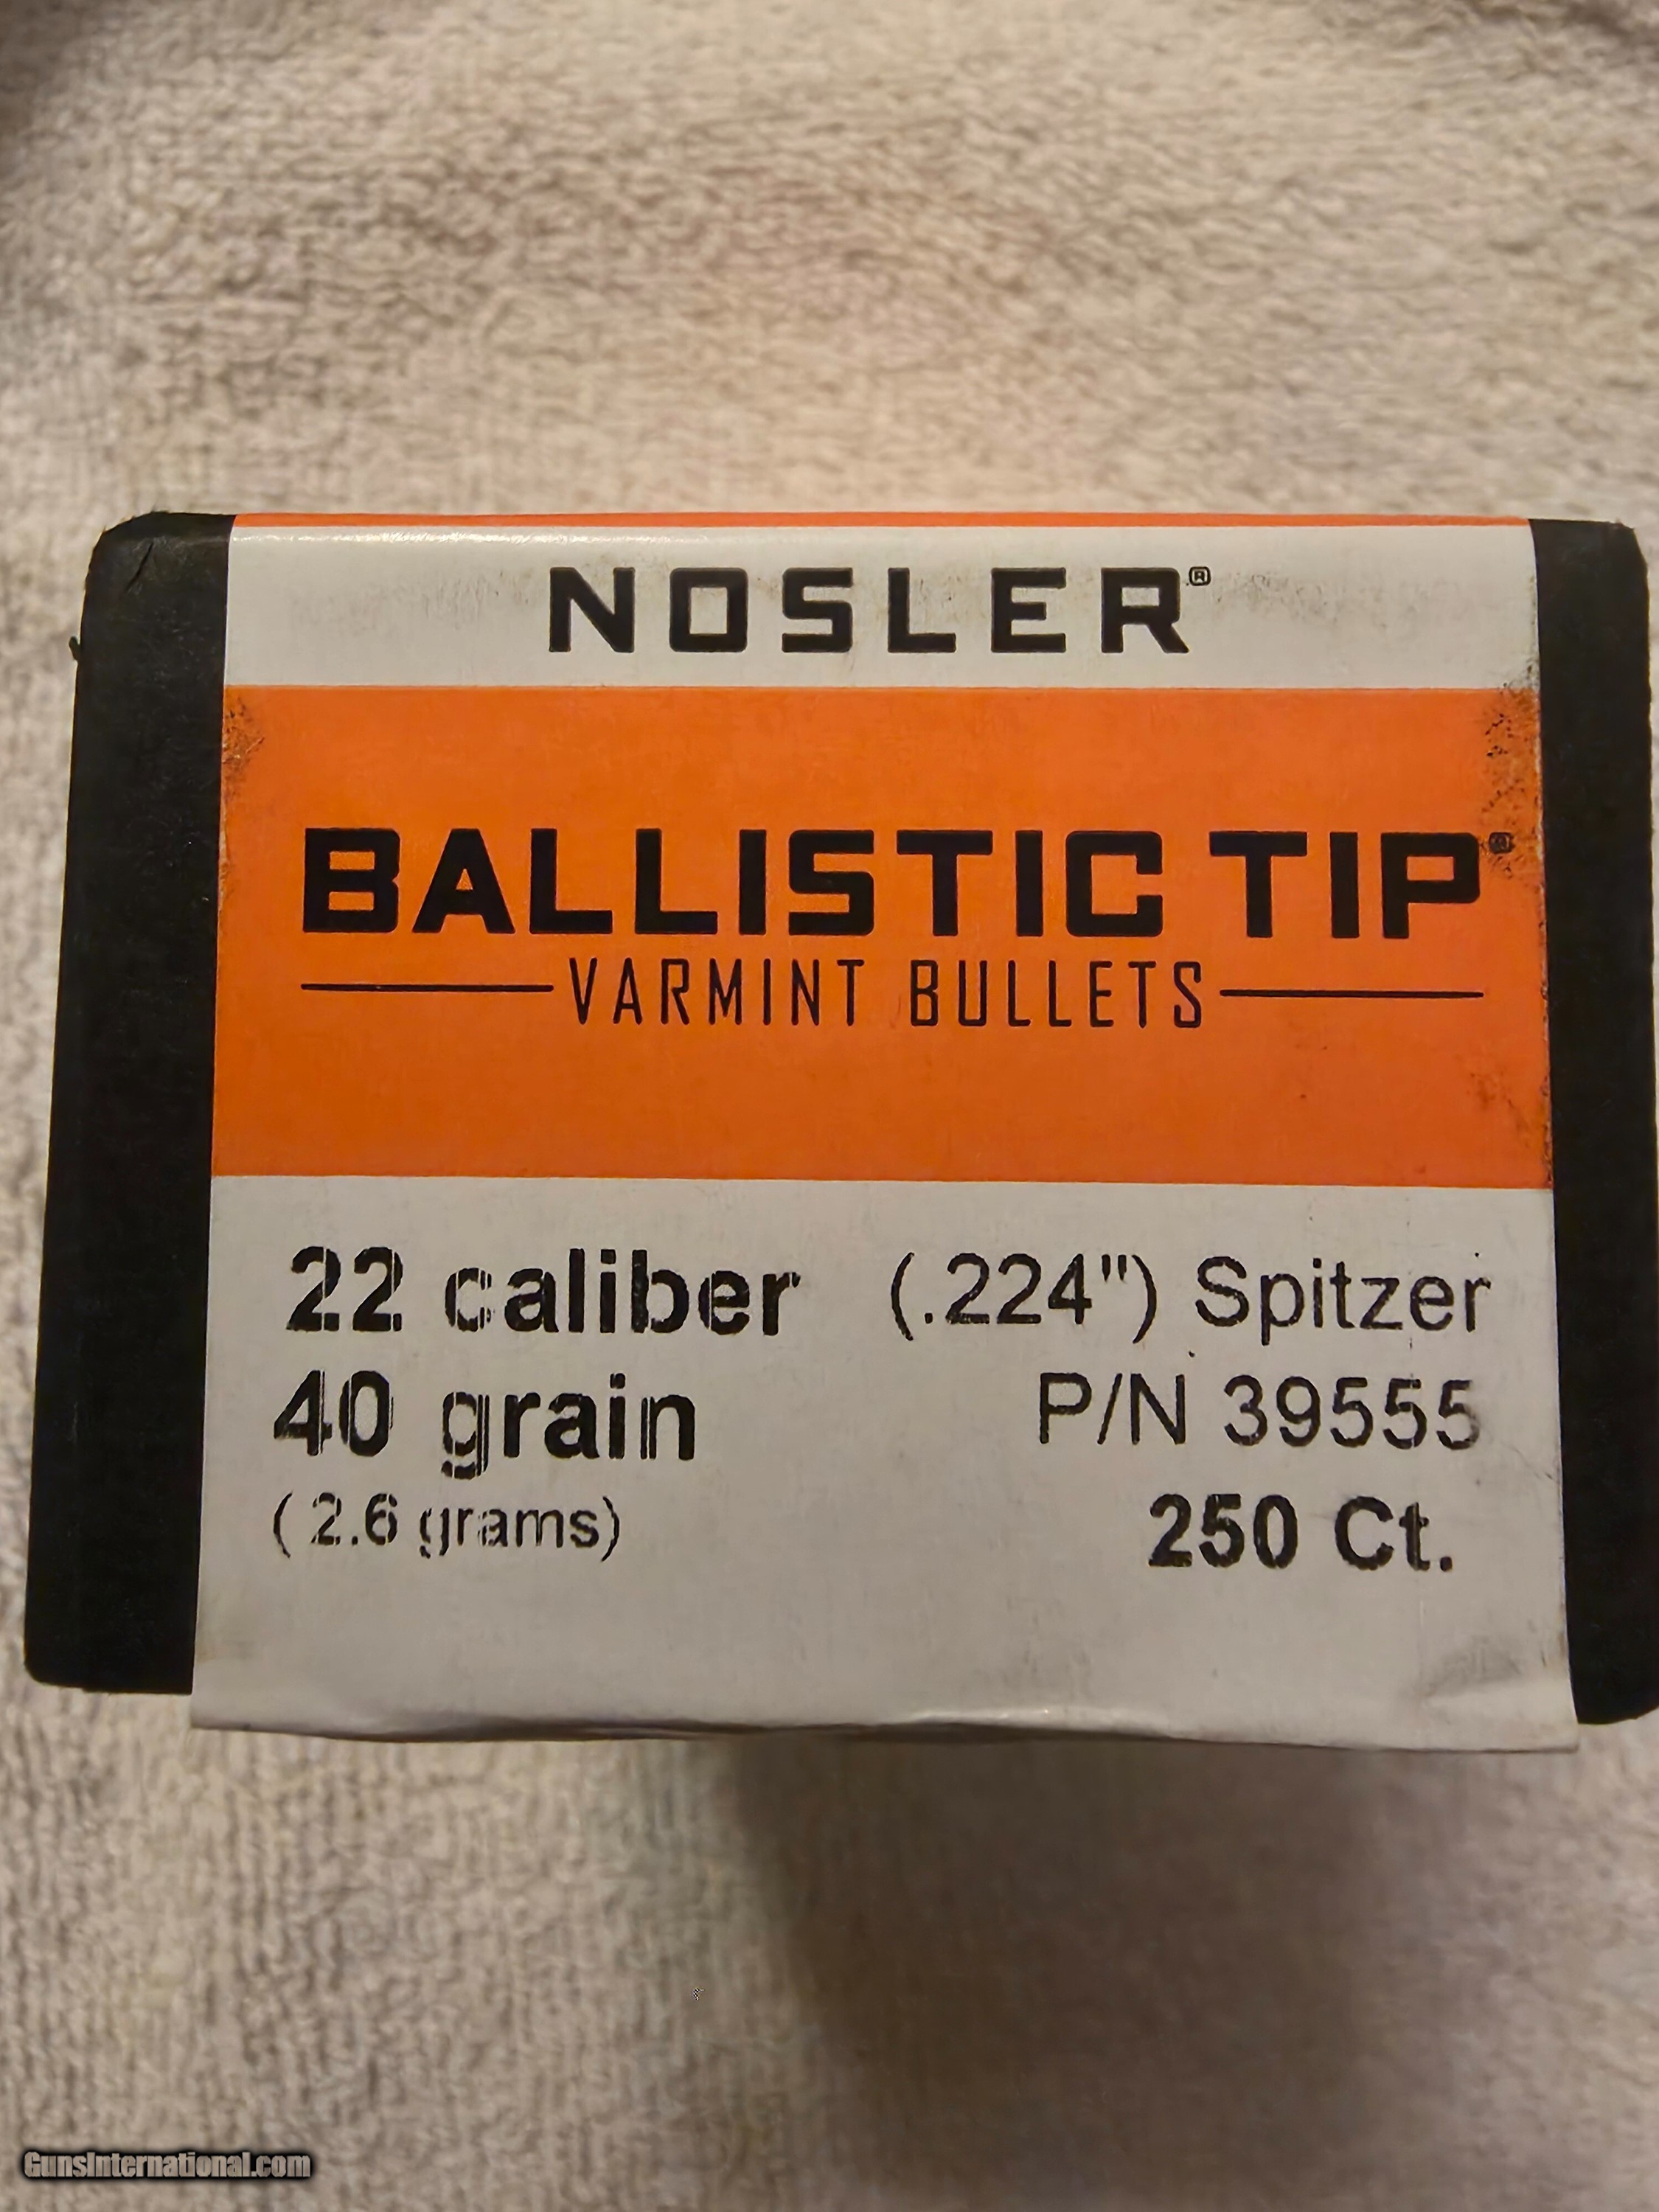 NOSLER®
BALLISTIC TIP®
VARMINT BULLETS
22 caliber (.224") Spitzer
40 grain P/N 39555
( 2.6 grams) 250 Ct.
GunsInternational.com